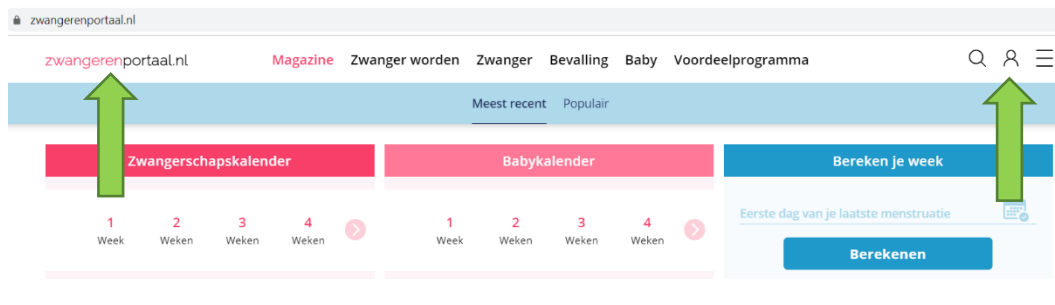 zwangerenportaal.nl
zwangerenportaal.nl Magazine Zwanger worden Zwanger Bevalling Baby Voordeelprogramma
Meest recent Populair
Zwangerschapskalender
1 2 3 4
Week Weken Weken Weken
Babykalender
1 2 3 4
Week Weken Weken Weken
Bereken je week
Eerste dag van je laatste menstruatie
Berekenen